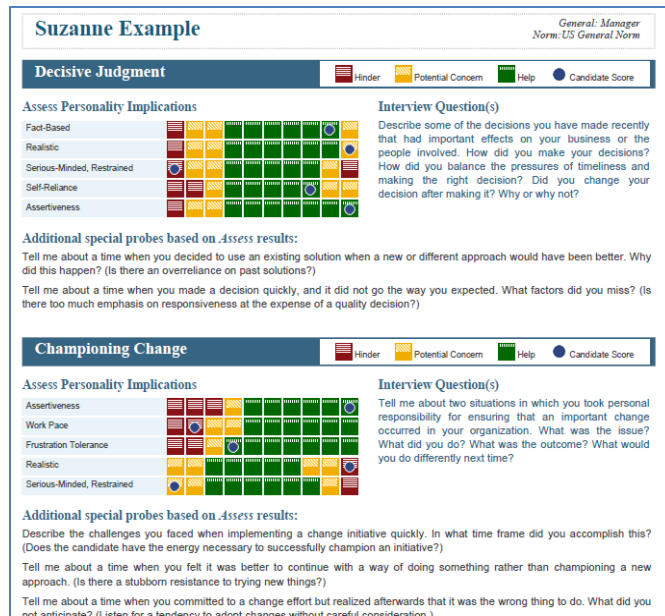 Suzanne Example
General: Manager
Norm:US General Norm
Decisive Judgment
Hinder
Potential Concern
Help
Candidate Score
Assess Personality Implications
Fact-Based
Realistic
Serious-Minded, Restrained
Self-Reliance
Assertiveness
Interview Question(s)
Describe some of the decisions you have made recently
that had important effects on your business or the
people involved. How did you make your decisions?
How did you balance the pressures of timeliness and
making the right decision? Did you change your
decision after making it? Why or why not?
Additional special probes based on Assess results:
Tell me about a time when you decided to use an existing solution when a new or different approach would have been better. Why
did this happen? (Is there an overreliance on past solutions?)
Tell me about a time when you made a decision quickly, and it did not go the way you expected. What factors did you miss? (Is
there too much emphasis on responsiveness at the expense of a quality decision?)
Championing Change
Hinder
Potential Concern
Help
Candidate Score
Assess Personality Implications
Assertiveness
Work Pace
Frustration Tolerance
Realistic
Serious-Minded, Restrained
Interview Question(s)
Tell me about two situations in which you took personal
responsibility for ensuring that an important change
occurred in your organization. What was the issue?
What did you do? What was the outcome? What would
you do differently next time?
Additional special probes based on Assess results:
Describe the challenges you faced when implementing a change initiative quickly. In what time frame did you accomplish this?
(Does the candidate have the energy necessary to successfully champion an initiative?)
Tell me about a time when you felt it was better to continue with a way of doing something rather than championing a new
approach. (Is there a stubborn resistance to trying new things?)
Tell me about a time when you committed to a change effort but realized afterwards that it was the wrong thing to do. What did you
not anticipate? (Listen for a tendency to adopt changes without careful consideration.)